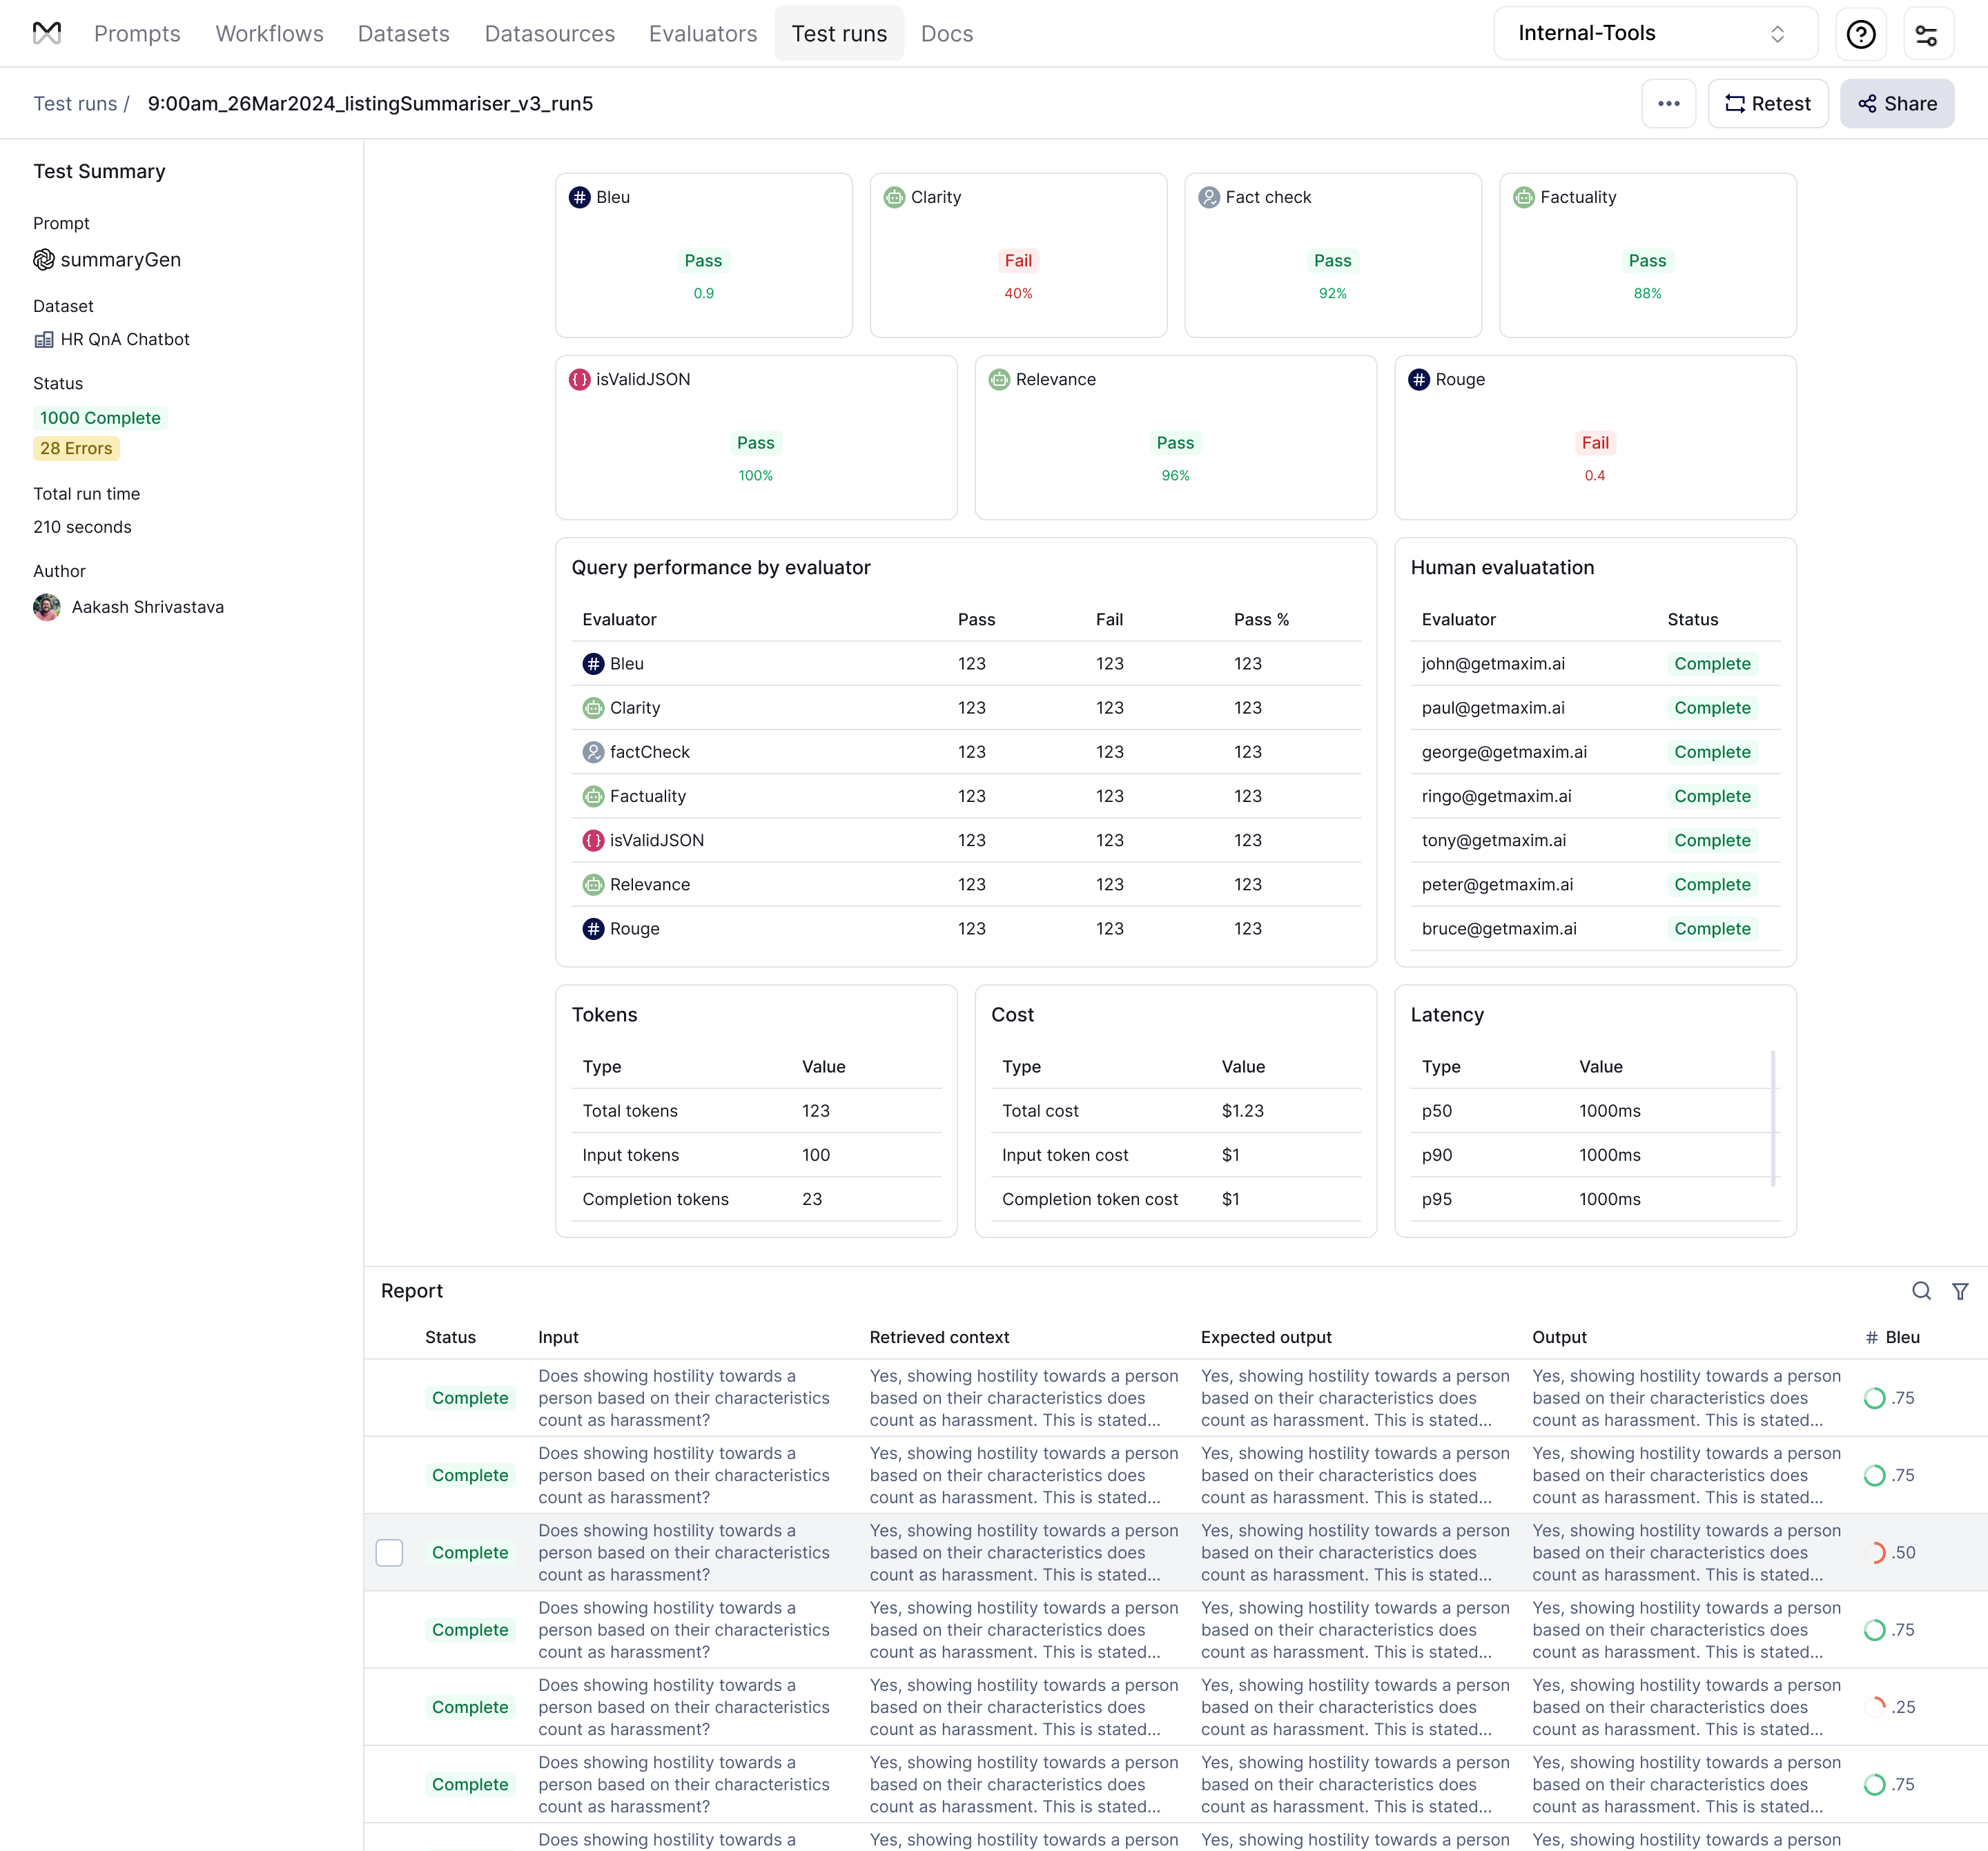 Prompts Workflows Datasets Datasources Evaluators Test runs Docs Internal-Tools
Test runs / 9:00am_26Mar2024_listingSummariser_v3_run5 Retest Share
Test Summary
Prompt
summaryGen
Dataset
HR QnA Chatbot
Status
1000 Complete
28 Errors
Total run time
210 seconds
Author
Aakash Shrivastava
Bleu
Pass
0.9
Clarity
Fail
40%
Fact check
Pass
92%
Factuality
Pass
88%
isValidJSON
Pass
100%
Relevance
Pass
96%
Rouge
Fail
0.4
Query performance by evaluator
Evaluator Pass Fail Pass %
Bleu 123 123 123
Clarity 123 123 123
factCheck 123 123 123
Factuality 123 123 123
isValidJSON 123 123 123
Relevance 123 123 123
Rouge 123 123 123
Human evaluatation
Evaluator Status
john@getmaxim.ai Complete
paul@getmaxim.ai Complete
george@getmaxim.ai Complete
ringo@getmaxim.ai Complete
tony@getmaxim.ai Complete
peter@getmaxim.ai Complete
bruce@getmaxim.ai Complete
Tokens
Type Value
Total tokens 123
Input tokens 100
Completion tokens 23
Cost
Type Value
Total cost $1.23
Input token cost $1
Completion token cost $1
Latency
Type Value
p50 1000ms
p90 1000ms
p95 1000ms
Report
Status Input Retrieved context Expected output Output # Bleu
Does showing hostility towards a Yes, showing hostility towards a person Yes, showing hostility towards a person Yes, showing hostility towards a person
Complete person based on their characteristics based on their characteristics does based on their characteristics does based on their characteristics does .75
count as harassment? count as harassment. This is stated... count as harassment. This is stated... count as harassment. This is stated...
Does showing hostility towards a Yes, showing hostility towards a person Yes, showing hostility towards a person Yes, showing hostility towards a person
Complete person based on their characteristics based on their characteristics does based on their characteristics does based on their characteristics does .75
count as harassment? count as harassment. This is stated... count as harassment. This is stated... count as harassment. This is stated...
Does showing hostility towards a Yes, showing hostility towards a person Yes, showing hostility towards a person Yes, showing hostility towards a person
Complete person based on their characteristics based on their characteristics does based on their characteristics does based on their characteristics does .50
count as harassment? count as harassment. This is stated... count as harassment. This is stated... count as harassment. This is stated...
Does showing hostility towards a Yes, showing hostility towards a person Yes, showing hostility towards a person Yes, showing hostility towards a person
Complete person based on their characteristics based on their characteristics does based on their characteristics does based on their characteristics does .75
count as harassment? count as harassment. This is stated... count as harassment. This is stated... count as harassment. This is stated...
Does showing hostility towards a Yes, showing hostility towards a person Yes, showing hostility towards a person Yes, showing hostility towards a person
Complete person based on their characteristics based on their characteristics does based on their characteristics does based on their characteristics does .25
count as harassment? count as harassment. This is stated... count as harassment. This is stated... count as harassment. This is stated...
Does showing hostility towards a Yes, showing hostility towards a person Yes, showing hostility towards a person Yes, showing hostility towards a person
Complete person based on their characteristics based on their characteristics does based on their characteristics does based on their characteristics does .75
count as harassment? count as harassment. This is stated... count as harassment. This is stated... count as harassment. This is stated...
Does showing hostility towards a Yes, showing hostility towards a person Yes, showing hostility towards a person Yes, showing hostility towards a person